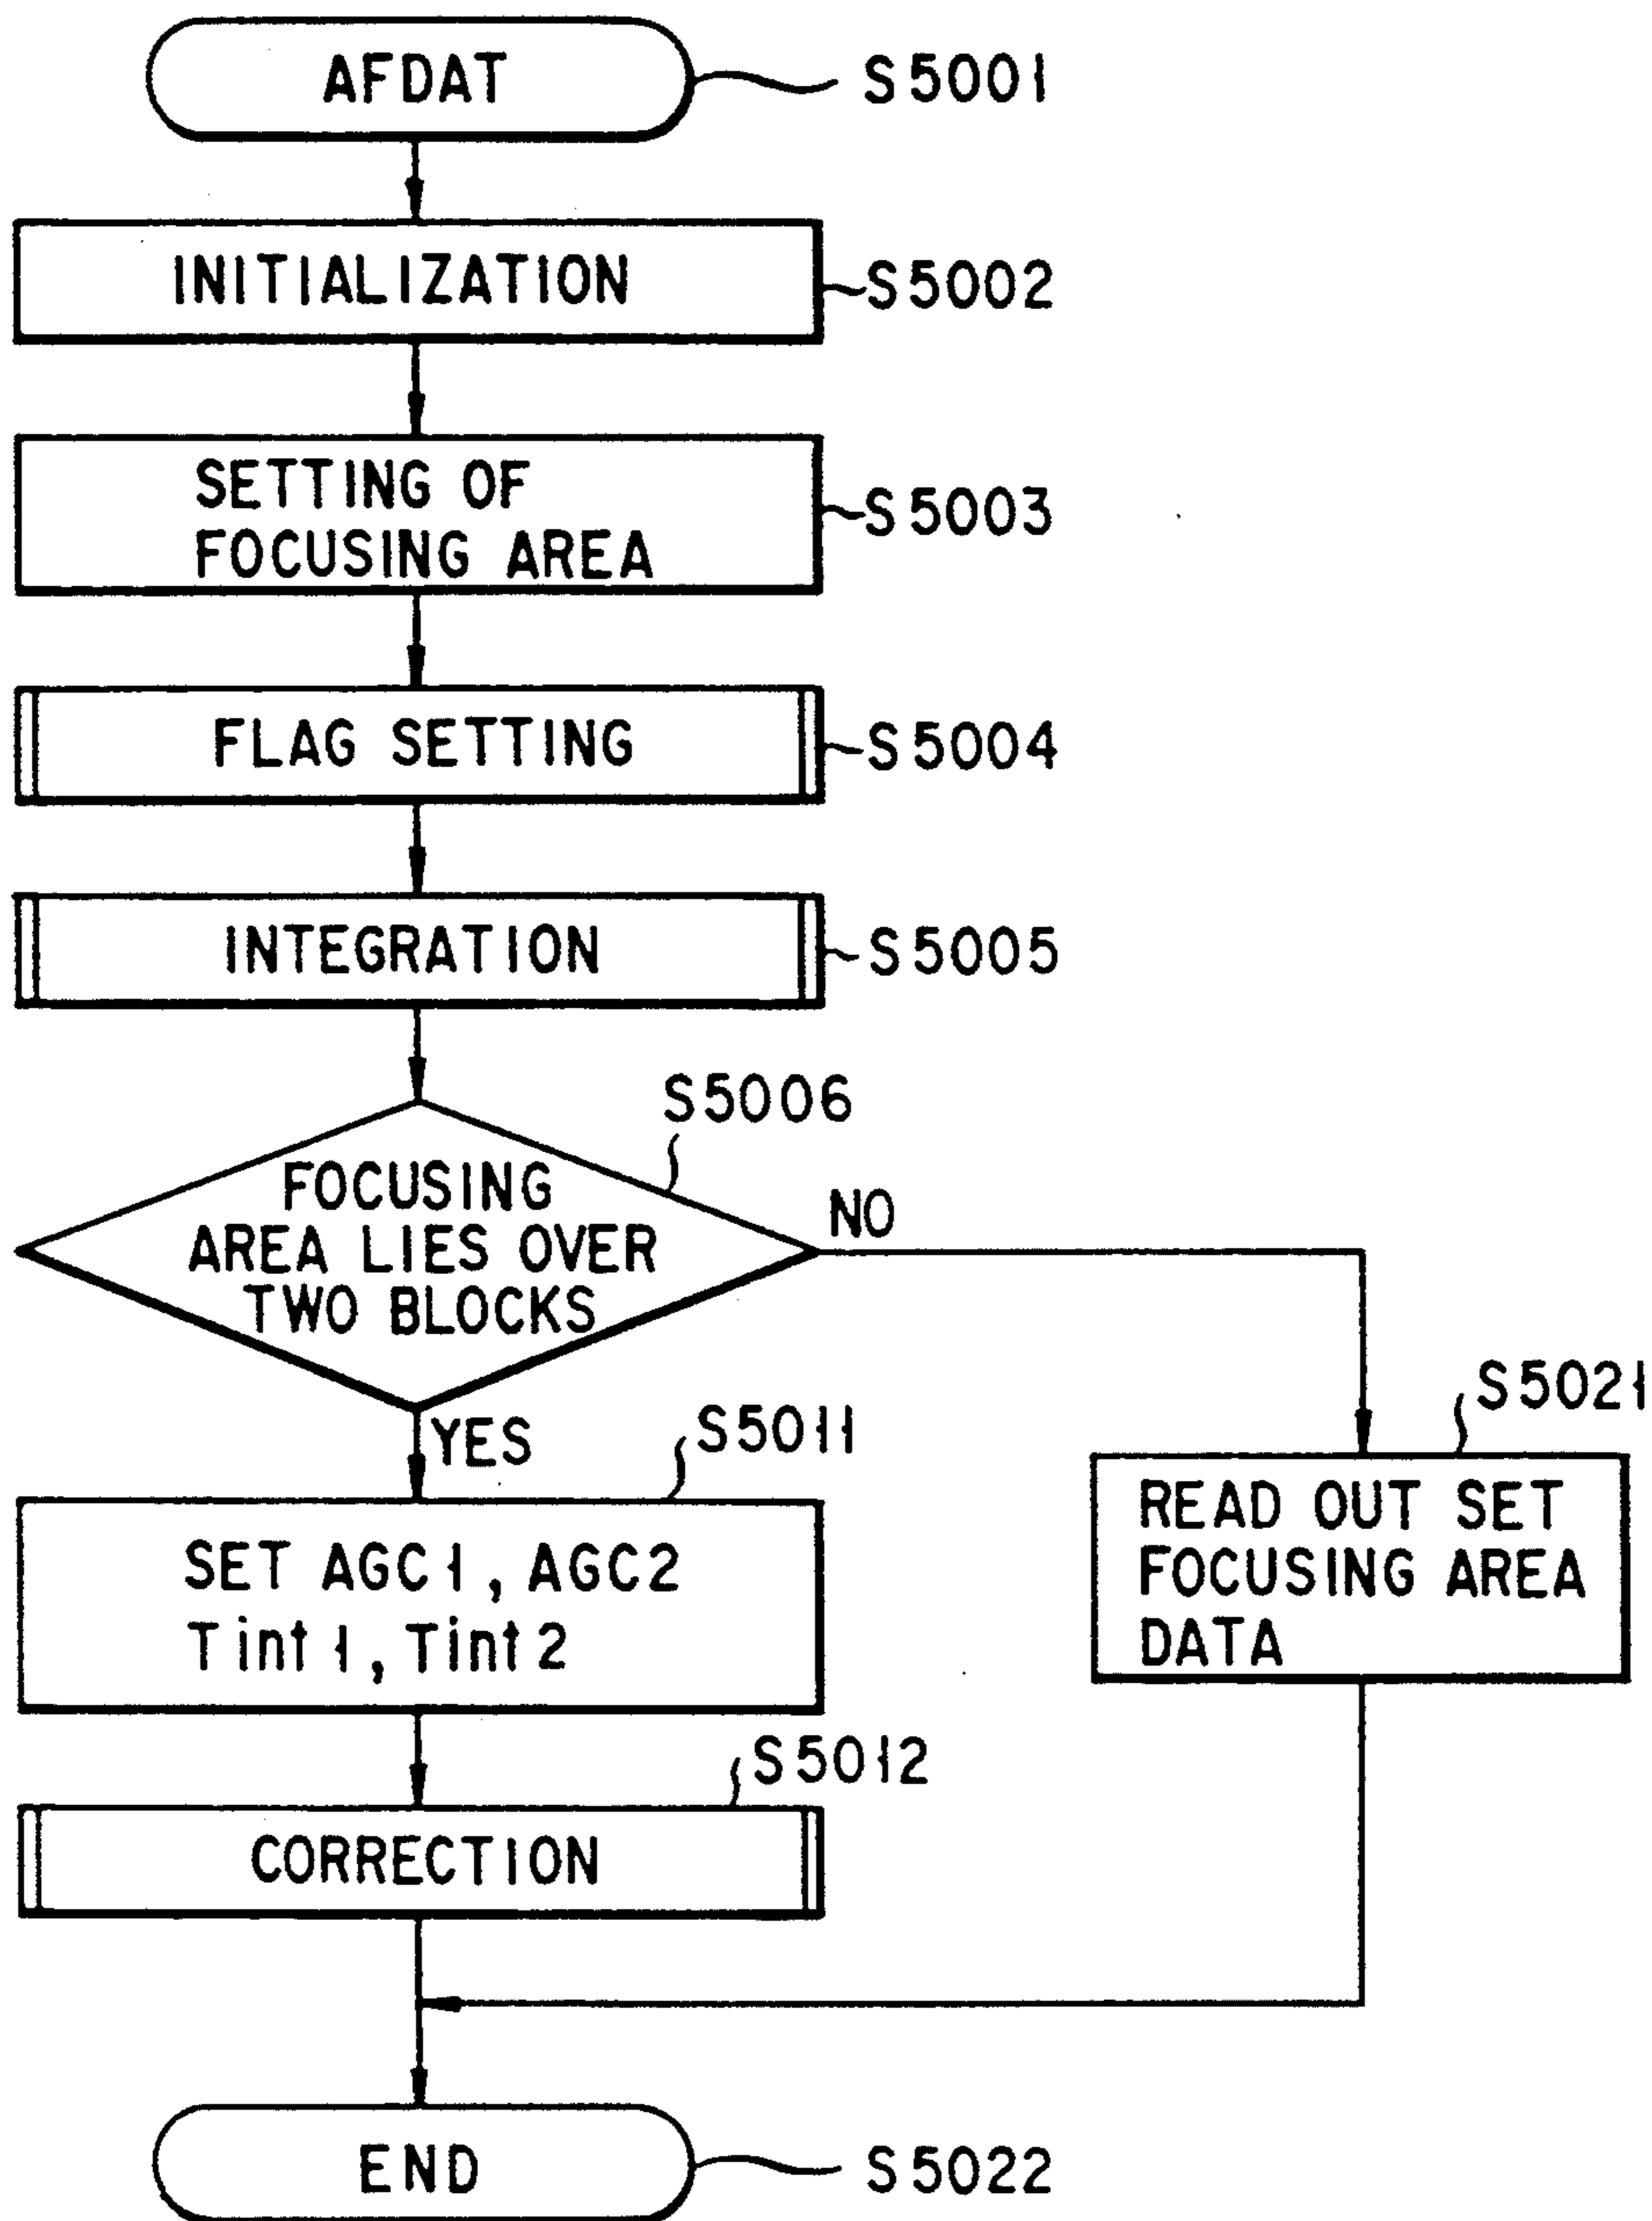 AFDAT
S5001
INITIALIZATION
S5002
SETTING OF
FOCUSING AREA
S5003
FLAG SETTING
S5004
INTEGRATION
S5005
S5006
FOCUSING
AREA LIES OVER
TWO BLOCKS
NO
YES
S5011
SET AGC1, AGC2
Tint1, Tint2
S5021
READ OUT SET
FOCUSING AREA
DATA
S5012
CORRECTION
END
S5022